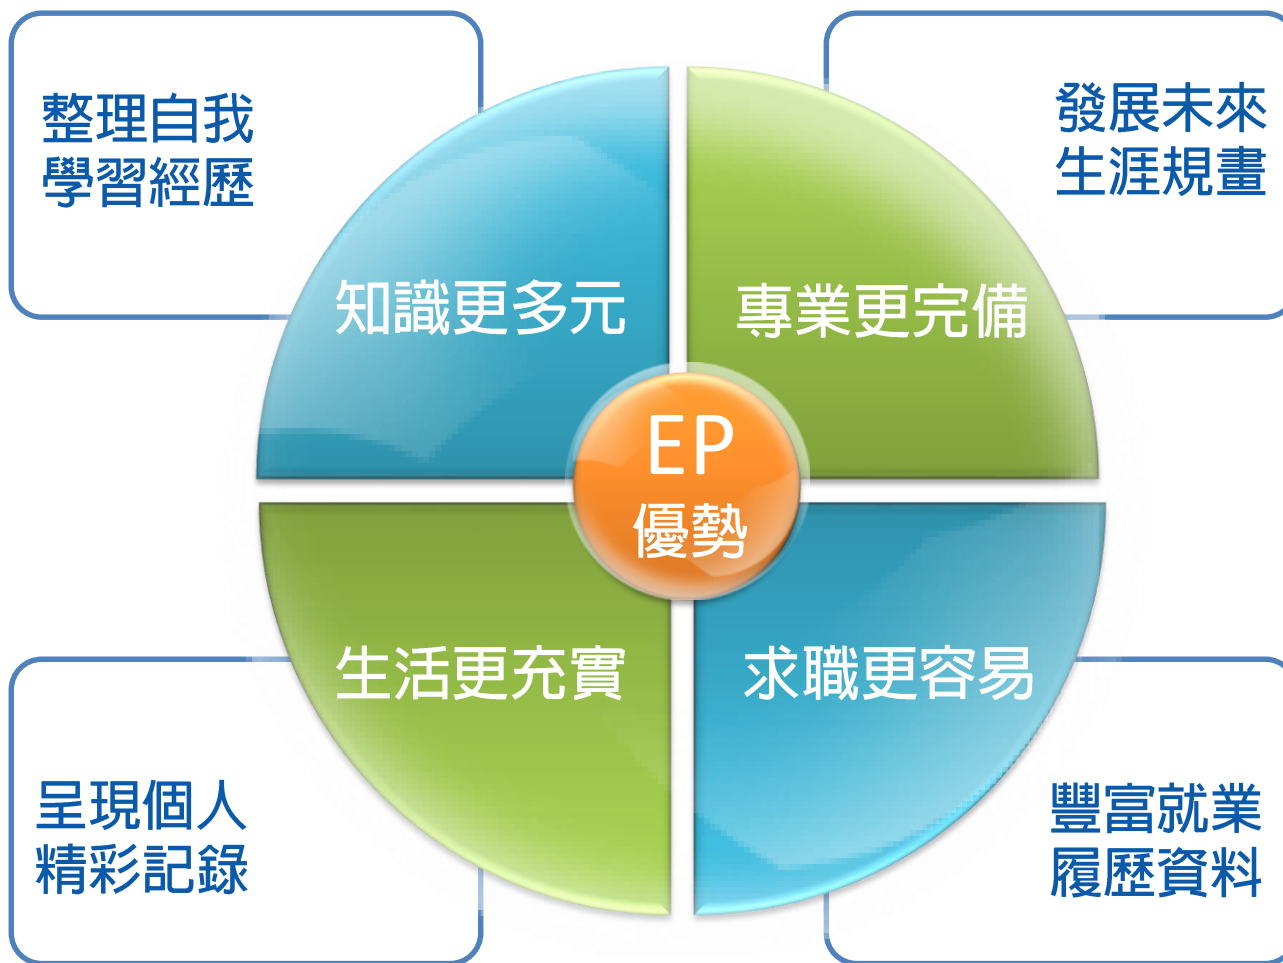 整理自我
學習經歷
發展未來
生涯規畫
知識更多元
專業更完備
EP
優勢
生活更充實
求職更容易
呈現個人
精彩記錄
豐富就業
履歷資料